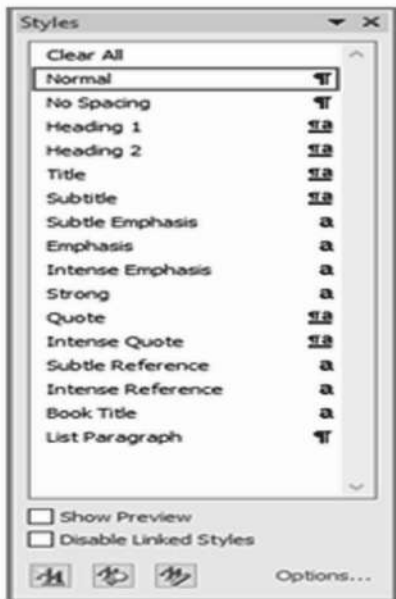 Styles
Clear All
Normal ¶
No Spacing ¶
Heading 1 ¶a
Heading 2 ¶a
Title ¶a
Subtitle ¶a
Subtle Emphasis a
Emphasis a
Intense Emphasis a
Strong a
Quote ¶a
Intense Quote ¶a
Subtle Reference a
Intense Reference a
Book Title a
List Paragraph ¶
Show Preview
Disable Linked Styles
Options...